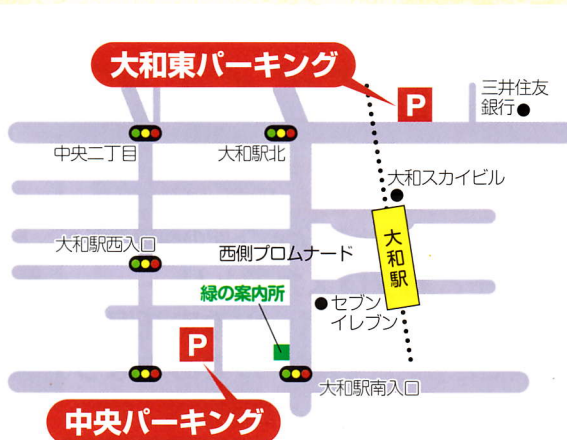 大和東パーキング
P
三井住友
銀行
中央二丁目
大和駅北
大和スカイビル
大和駅西入口
西側プロムナード
大和駅
緑の案内所
セブン
イレブン
P
大和駅南入口
中央パーキング